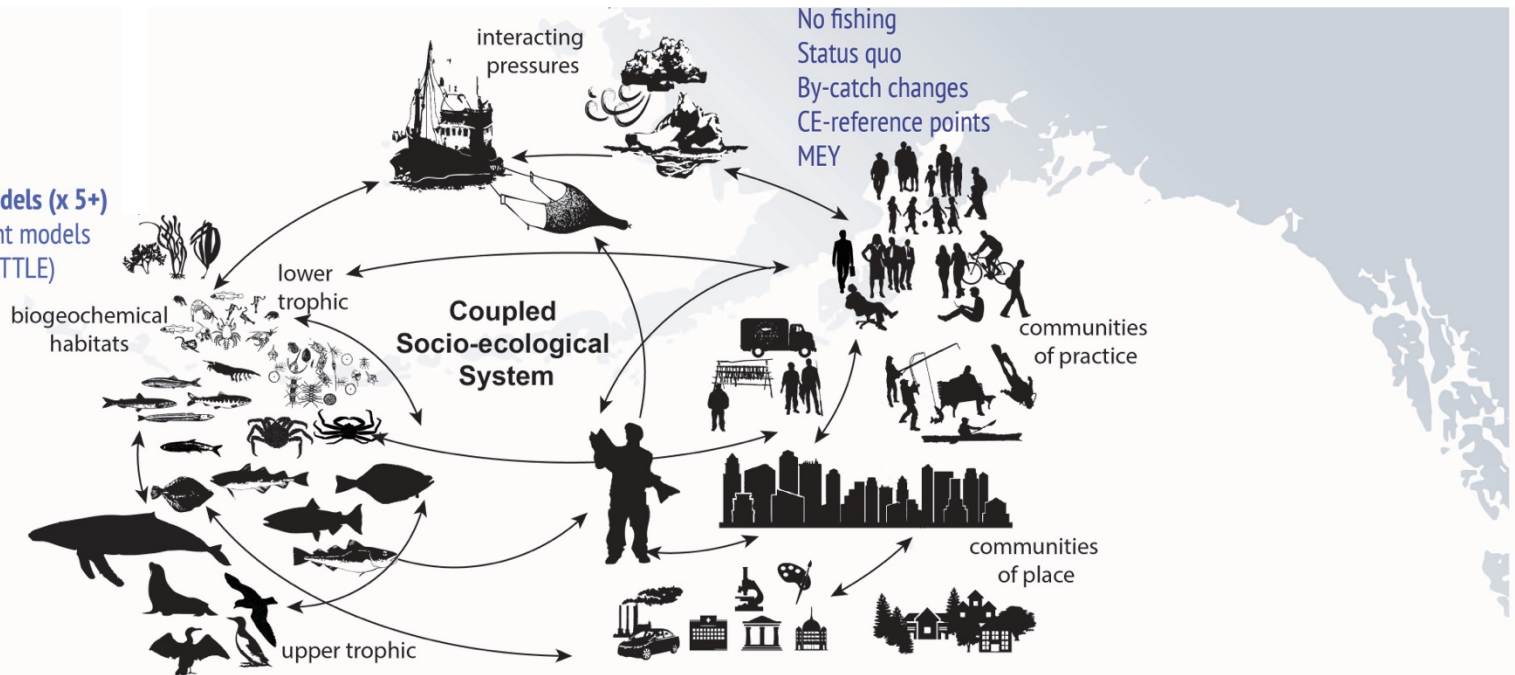 No fishing
Status quo
By-catch changes
CE-reference points
MEY
interacting
pressures
dels (x 5+)
nt models
TTLE)
lower
trophic
biogeochemical
habitats
Coupled
Socio-ecological
System
communities
of practice
communities
of place
upper trophic